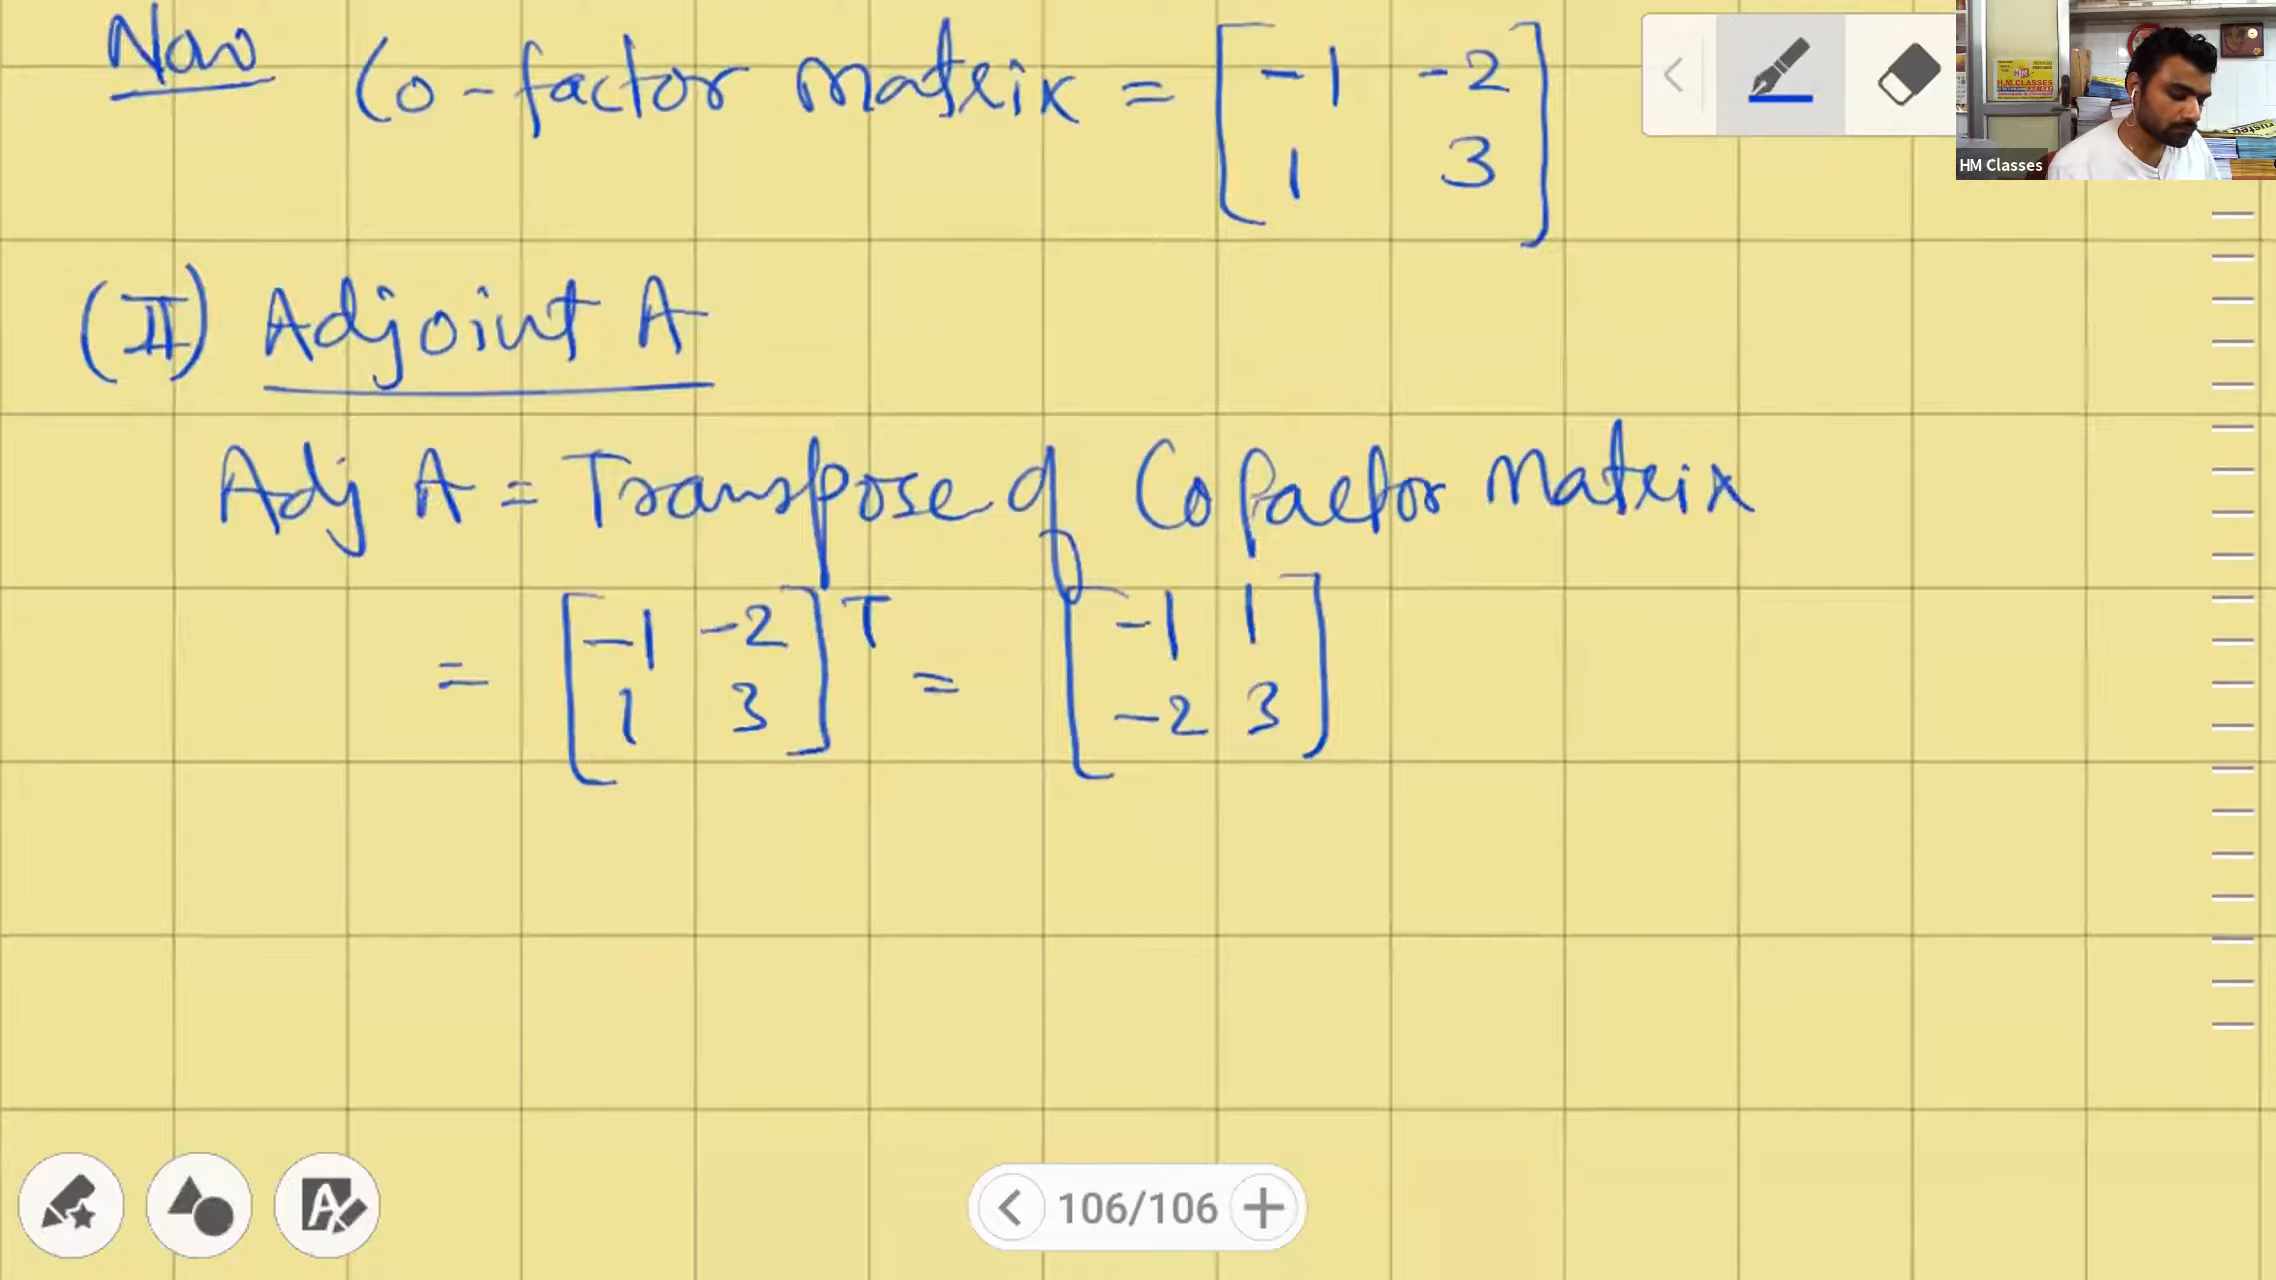 Now Co-factor matrix = [-1 -2
1 3]
HM Classes
(II) Adjoint A
Adj A = Transpose of Cofactor Matrix
= [-1 -2
1 3]ᵀ = [-1 1
-2 3]
106/106